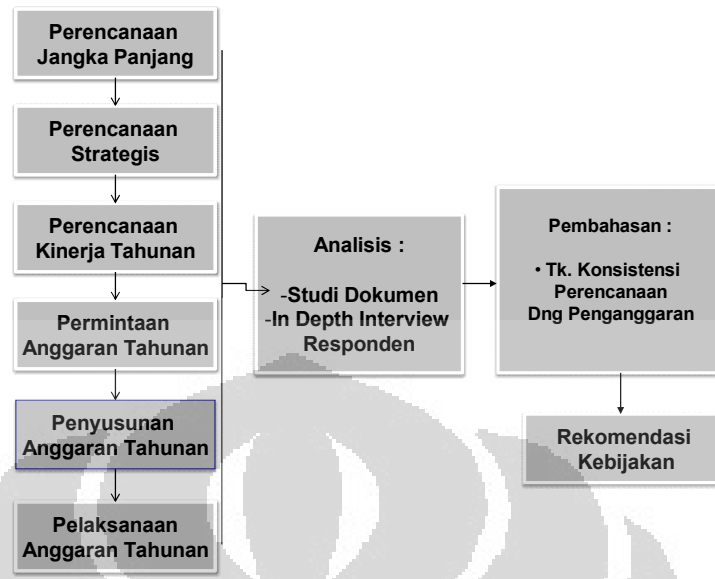 Perencanaan
Jangka Panjang
Perencanaan
Strategis
Perencanaan
Kinerja Tahunan
Permintaan
Anggaran Tahunan
Penyusunan
Anggaran Tahunan
Pelaksanaan
Anggaran Tahunan
Analisis :
-Studi Dokumen
-In Depth Interview
Responden
Pembahasan :
• Tk. Konsistensi
Perencanaan
Dng Penganggaran
Rekomendasi
Kebijakan